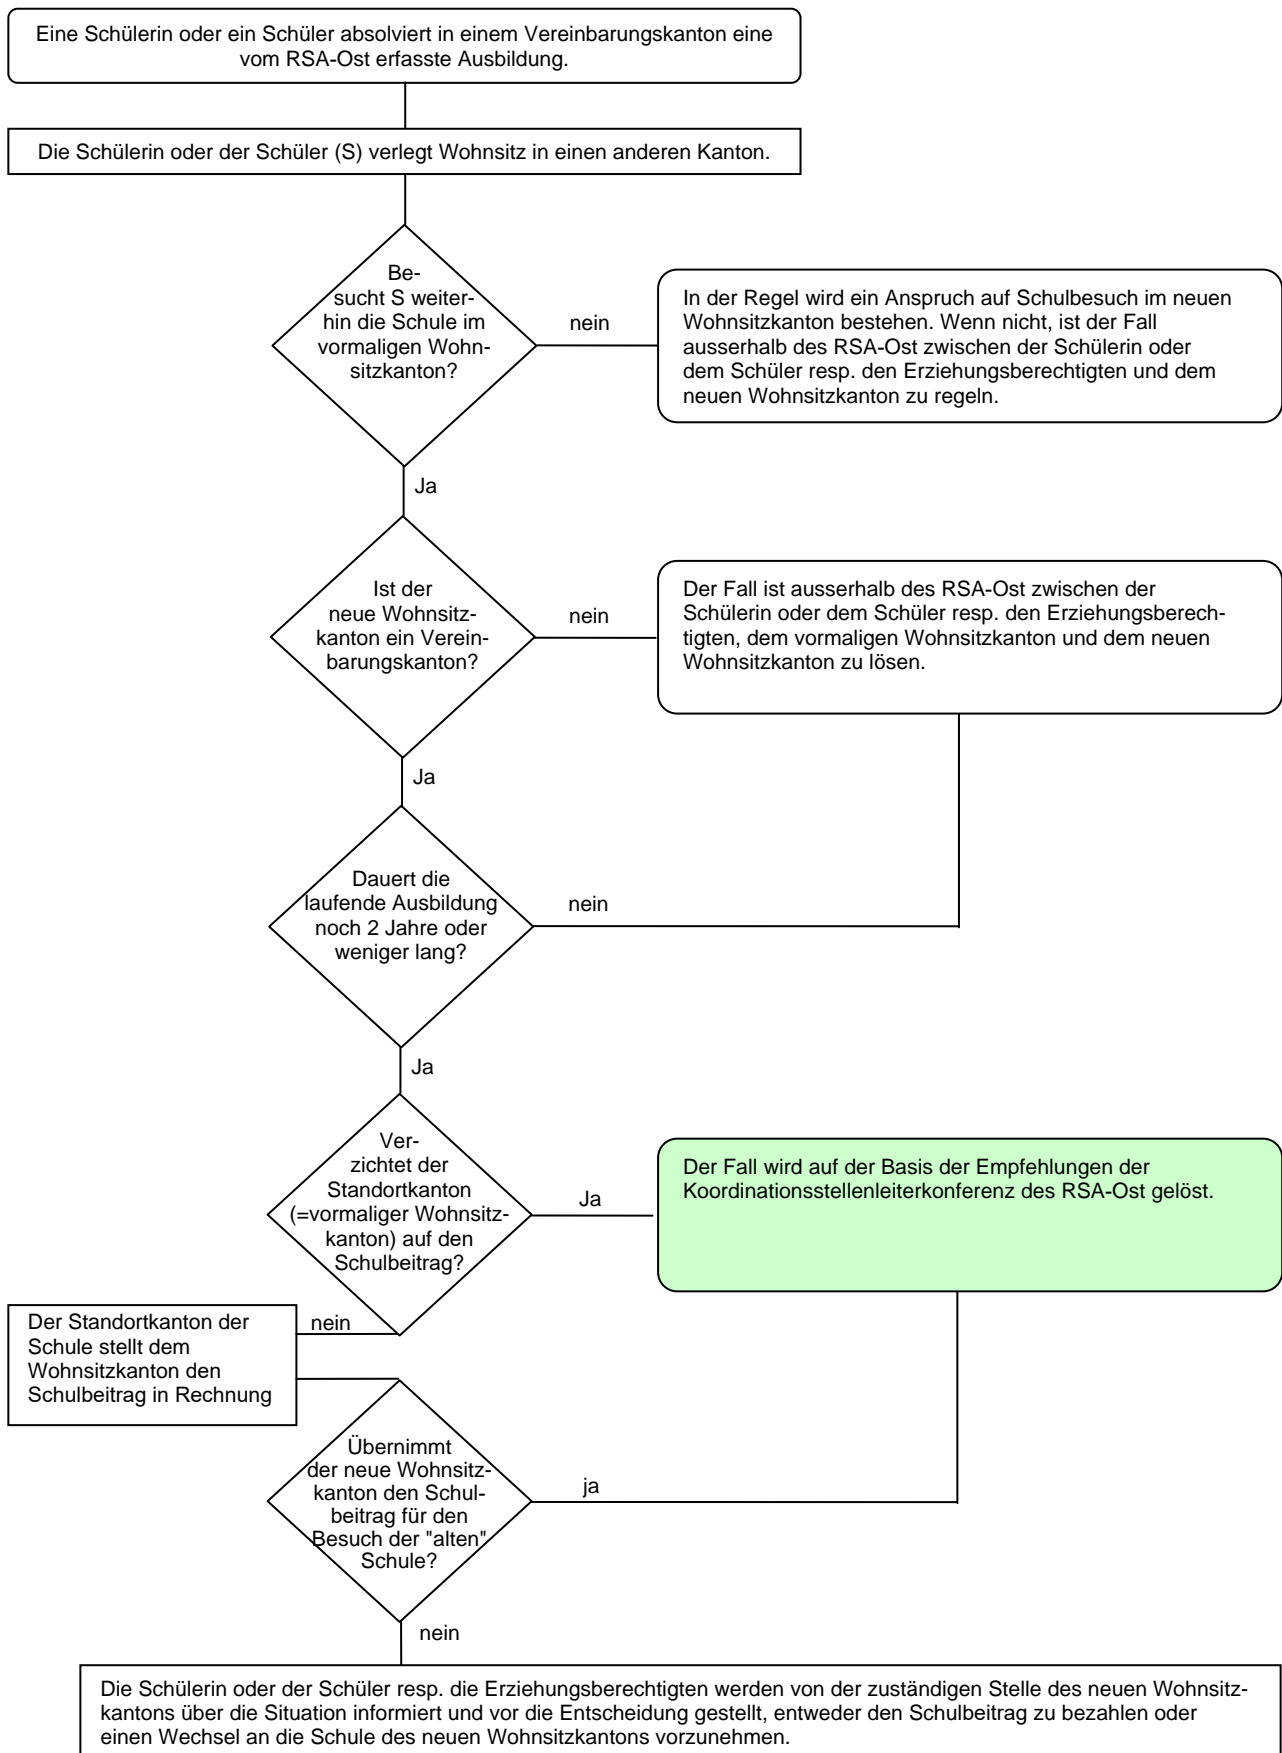 Eine Schülerin oder ein Schüler absolviert in einem Vereinbarungskanton eine
vom RSA-Ost erfasste Ausbildung.
Die Schülerin oder der Schüler (S) verlegt Wohnsitz in einen anderen Kanton.
Be-
sucht S weiter-
hin die Schule im
vormaligen Wohn-
sitzkanton?
nein
In der Regel wird ein Anspruch auf Schulbesuch im neuen
Wohnsitzkanton bestehen. Wenn nicht, ist der Fall
ausserhalb des RSA-Ost zwischen der Schülerin oder
dem Schüler resp. den Erziehungsberechtigten und dem
neuen Wohnsitzkanton zu regeln.
Ja
Ist der
neue Wohnsitz-
kanton ein Verein-
barungskanton?
nein
Der Fall ist ausserhalb des RSA-Ost zwischen der
Schülerin oder dem Schüler resp. den Erziehungsberech-
tigten, dem vormaligen Wohnsitzkanton und dem neuen
Wohnsitzkanton zu lösen.
Ja
Dauert die
laufende Ausbildung
noch 2 Jahre oder
weniger lang?
nein
Ja
Ver-
zichtet der
Standortkanton
(=vormaliger Wohnsitz-
kanton) auf den
Schulbeitrag?
Ja
Der Fall wird auf der Basis der Empfehlungen der
Koordinationsstellenleiterkonferenz des RSA-Ost gelöst.
nein
Der Standortkanton der
Schule stellt dem
Wohnsitzkanton den
Schulbeitrag in Rechnung
Übernimmt
der neue Wohnsitz-
kanton den Schul-
beitrag für den
Besuch der "alten"
Schule?
ja
nein
Die Schülerin oder der Schüler resp. die Erziehungsberechtigten werden von der zuständigen Stelle des neuen Wohnsitz-
kantons über die Situation informiert und vor die Entscheidung gestellt, entweder den Schulbeitrag zu bezahlen oder
einen Wechsel an die Schule des neuen Wohnsitzkantons vorzunehmen.